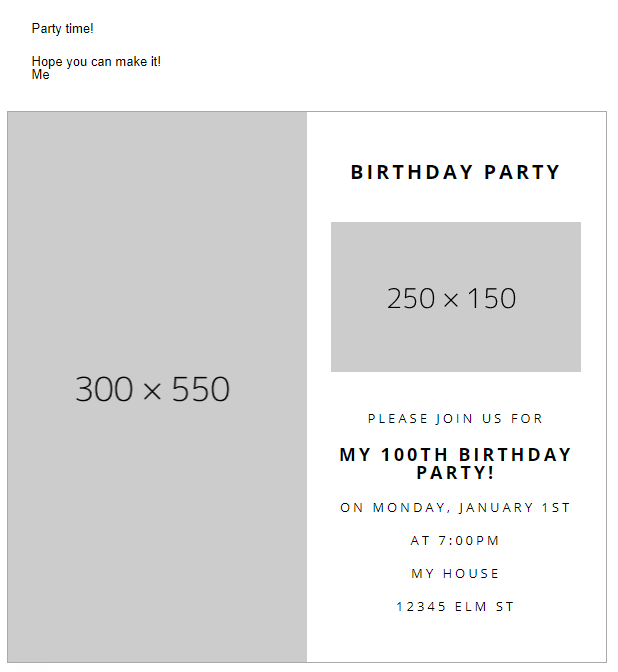 Party time!
Hope you can make it!
Me
300 × 550
BIRTHDAY PARTY
250 × 150
PLEASE JOIN US FOR
MY 100TH BIRTHDAY
PARTY!
ON MONDAY, JANUARY 1ST
AT 7:00PM
MY HOUSE
12345 ELM ST